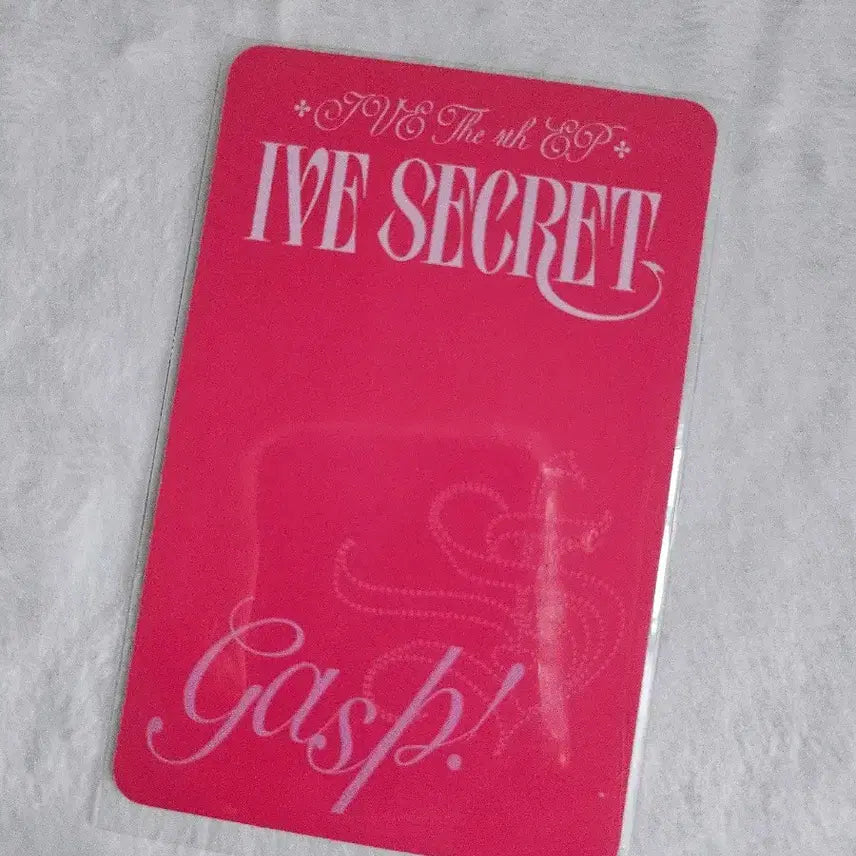 IVE The 4th EP
IVE SECRET
Gasp!